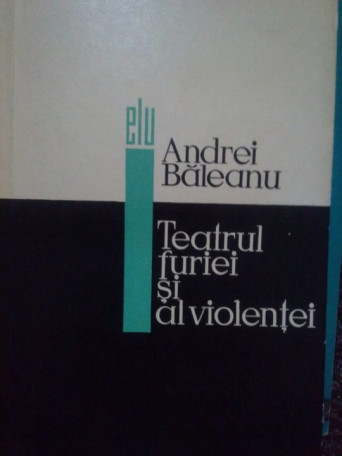 elu
Andrei
Băleanu
Teatrul
furiei
și
al violenței